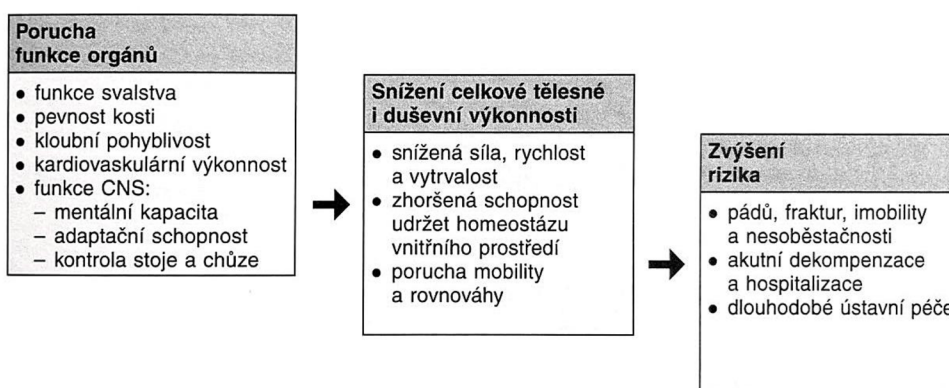 Porucha
funkce orgánů
• funkce svalstva
• pevnost kosti
• kloubní pohyblivost
• kardiovaskulární výkonnost
• funkce CNS:
– mentální kapacita
– adaptační schopnost
– kontrola stoje a chůze
Snížení celkové tělesné
i duševní výkonnosti
• snížená síla, rychlost
a vytrvalost
• zhoršená schopnost
udržet homeostázu
vnitřního prostředí
• porucha mobility
a rovnováhy
Zvýšení
rizika
• pádů, fraktur, imobility
a nesoběstačnosti
• akutní dekompenzace
a hospitalizace
• dlouhodobé ústavní péče